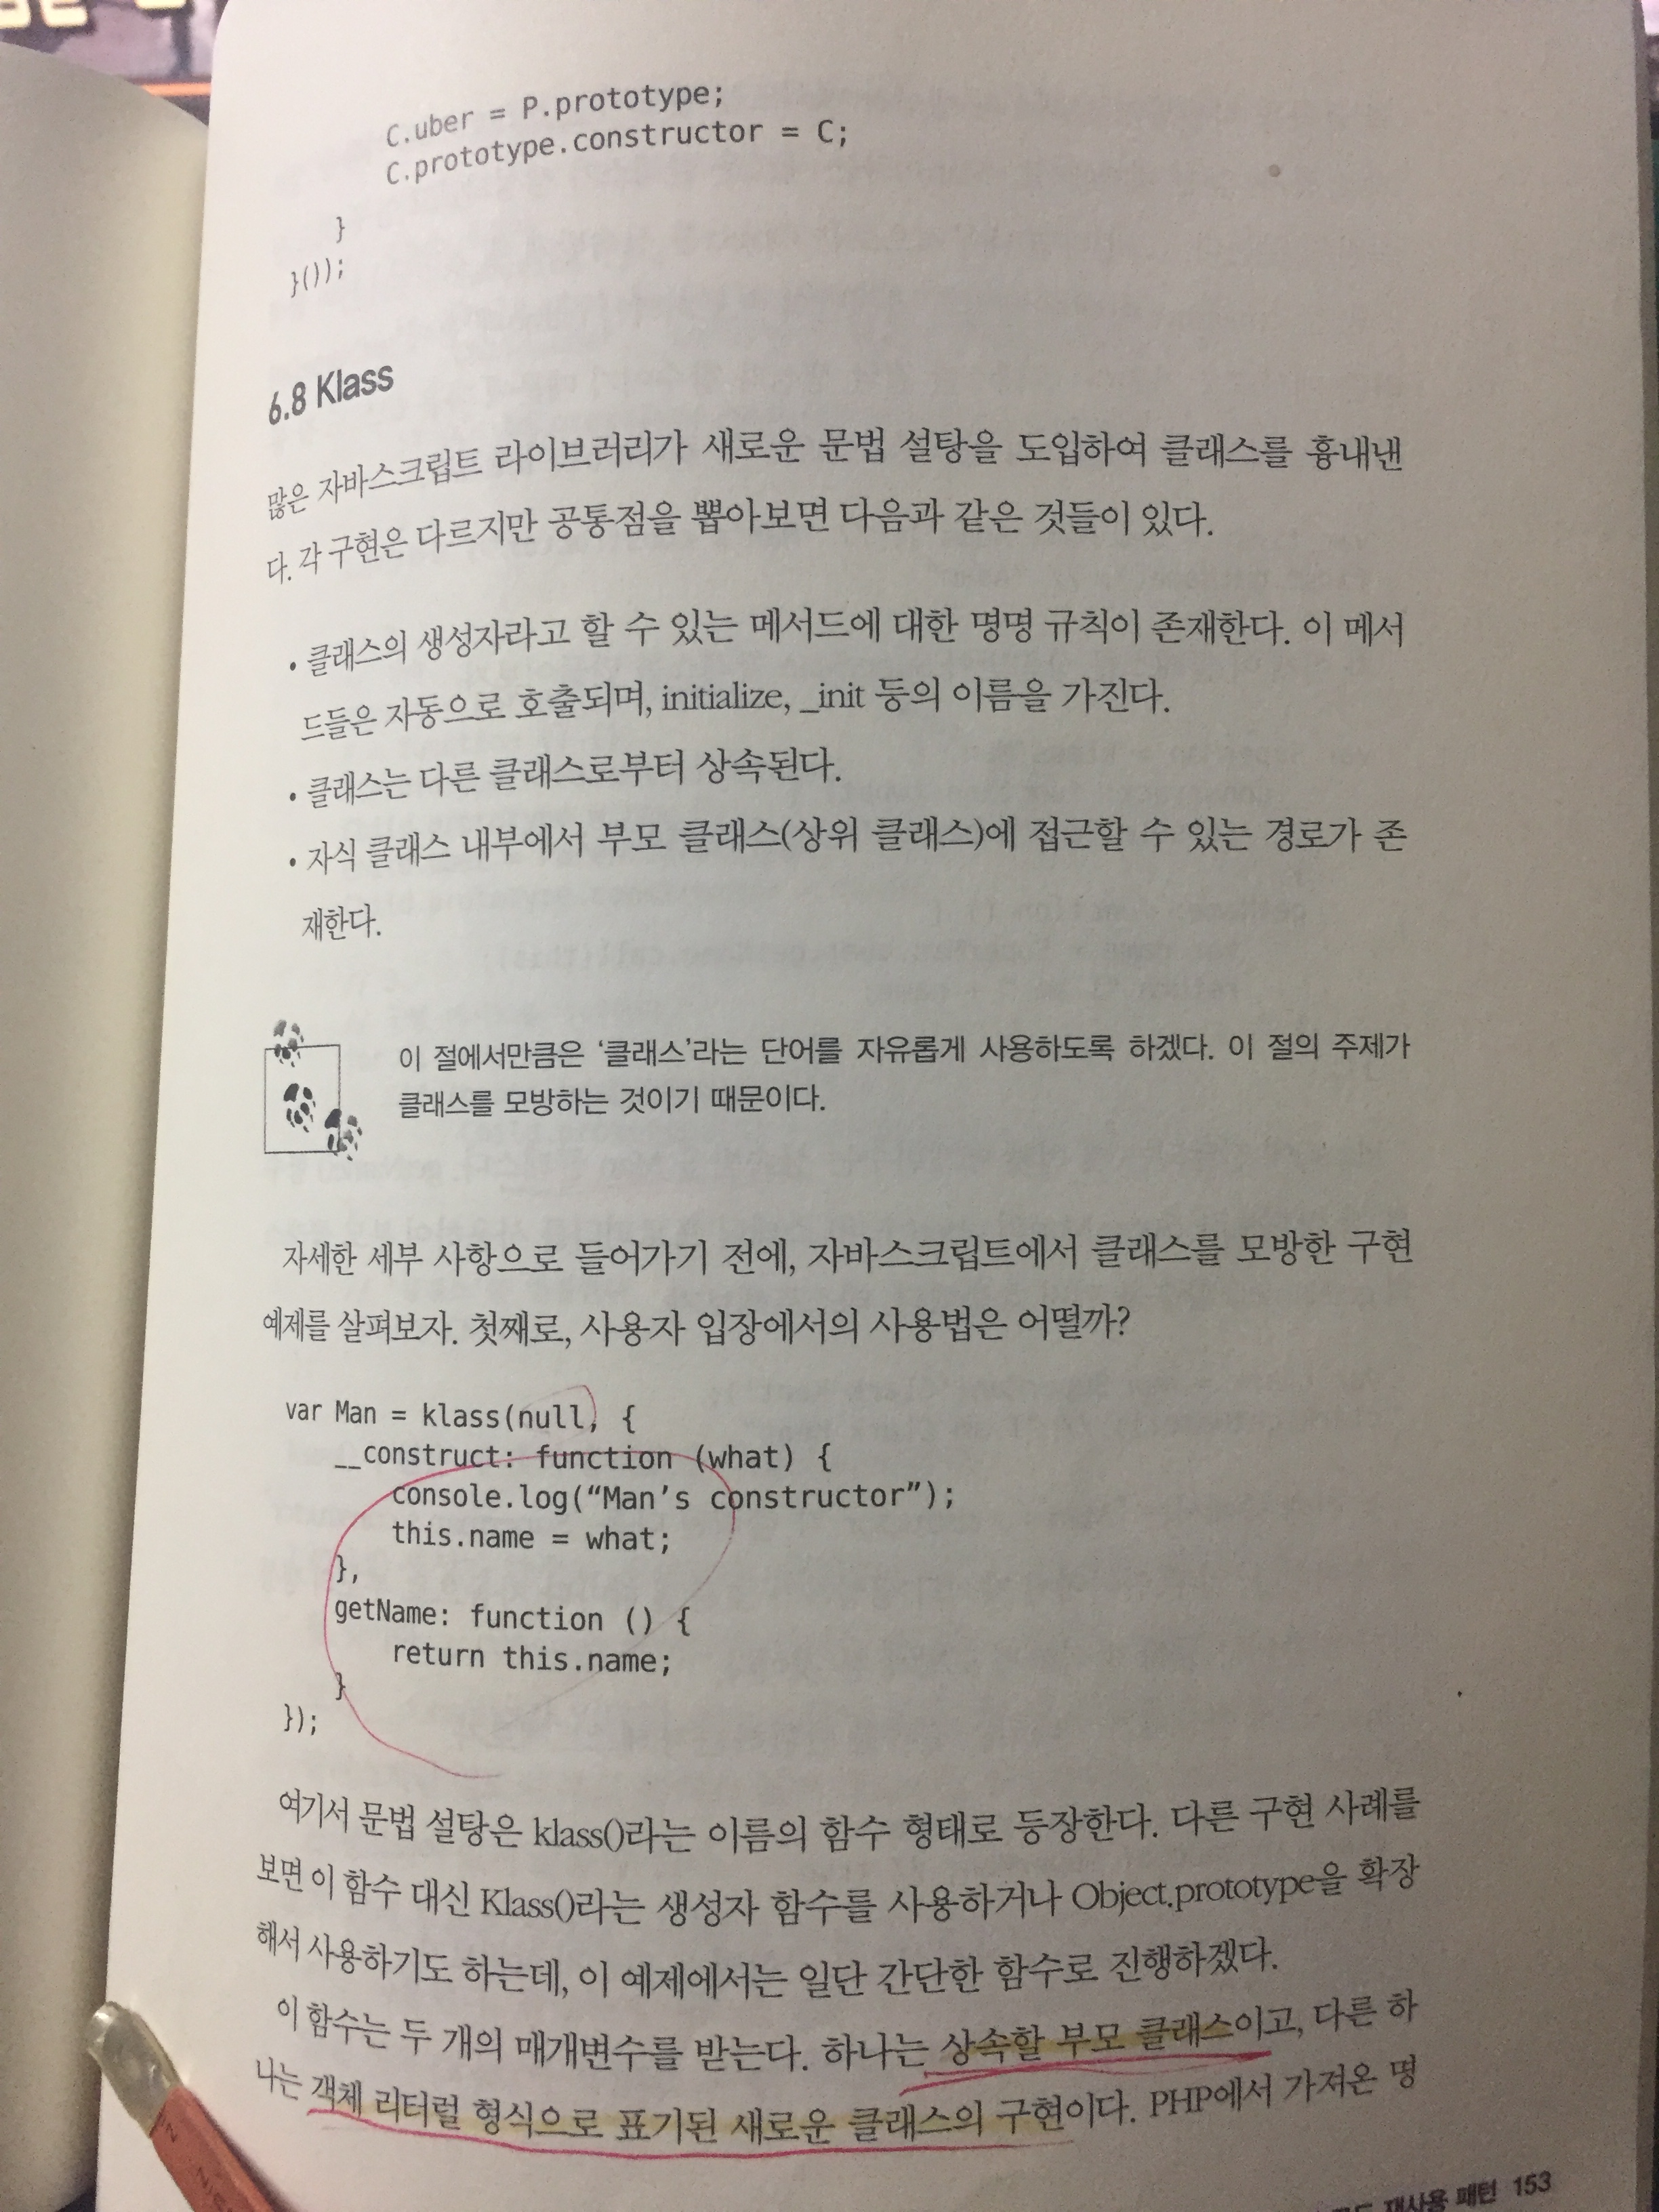 C.uber = P.prototype;
C.prototype.constructor = C;
}
}());
6.8 Klass
많은 자바스크립트 라이브러리가 새로운 문법 설탕을 도입하여 클래스를 흉내낸
다. 각 구현은 다르지만 공통점을 뽑아보면 다음과 같은 것들이 있다.
• 클래스의 생성자라고 할 수 있는 메서드에 대한 명명 규칙이 존재한다. 이 메서
드들은 자동으로 호출되며, initialize, _init 등의 이름을 가진다.
• 클래스는 다른 클래스로부터 상속된다.
• 자식 클래스 내부에서 부모 클래스(상위 클래스)에 접근할 수 있는 경로가 존
재한다.
이 절에서만큼은 ‘클래스’라는 단어를 자유롭게 사용하도록 하겠다. 이 절의 주제가
클래스를 모방하는 것이기 때문이다.
자세한 세부 사항으로 들어가기 전에, 자바스크립트에서 클래스를 모방한 구현
예제를 살펴보자. 첫째로, 사용자 입장에서의 사용법은 어떨까?
var Man = klass(null, {
__construct: function (what) {
console.log(“Man’s constructor”);
this.name = what;
},
getName: function () {
return this.name;
}
});
여기서 문법 설탕은 klass()라는 이름의 함수 형태로 등장한다. 다른 구현 사례를
보면 이 함수 대신 Klass()라는 생성자 함수를 사용하거나 Object.prototype을 확장
해서 사용하기도 하는데, 이 예제에서는 일단 간단한 함수로 진행하겠다.
이 함수는 두 개의 매개변수를 받는다. 하나는 상속할 부모 클래스이고, 다른 하
나는 객체 리터럴 형식으로 표기된 새로운 클래스의 구현이다. PHP에서 가져온 명
재사용 패턴 153